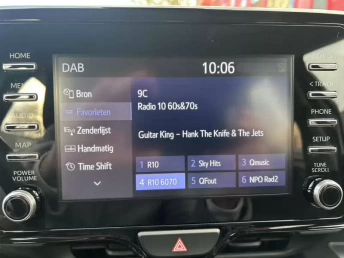 HOME
DAB
10:06
< TRACK
MENU
Bron
9C
Radio 10 60s&70s
Favorieten
PHONE
AUDIO
Zenderlijst
Guitar King – Hank The Knife & The Jets
Handmatig
SETUP
MAP
Time Shift
1 R10
2 Sky Hits
3 Qmusic
TUNE
SCROLL
POWER
VOLUME
4 R10 6070
5 QFout
6 NPO Rad2